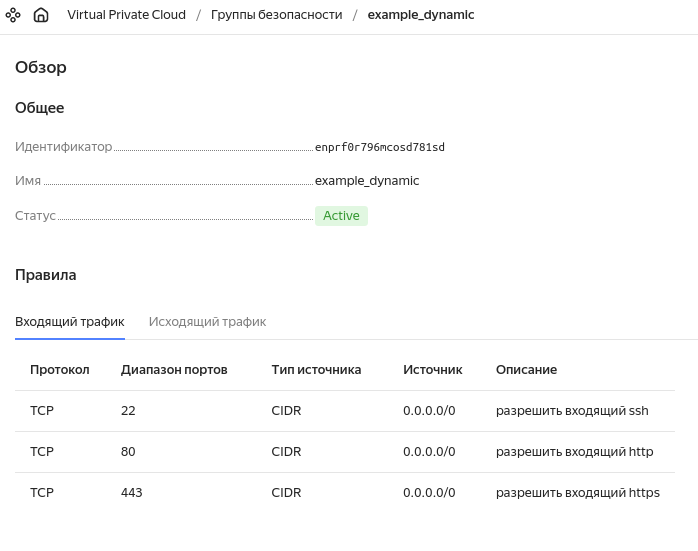 Virtual Private Cloud / Группы безопасности / example_dynamic
Обзор
Общее
Идентификатор enprf0r796mcosd781sd
Имя example_dynamic
Статус Active
Правила
Входящий трафик Исходящий трафик
Протокол Диапазон портов Тип источника Источник Описание
TCP 22 CIDR 0.0.0.0/0 разрешить входящий ssh
TCP 80 CIDR 0.0.0.0/0 разрешить входящий http
TCP 443 CIDR 0.0.0.0/0 разрешить входящий https